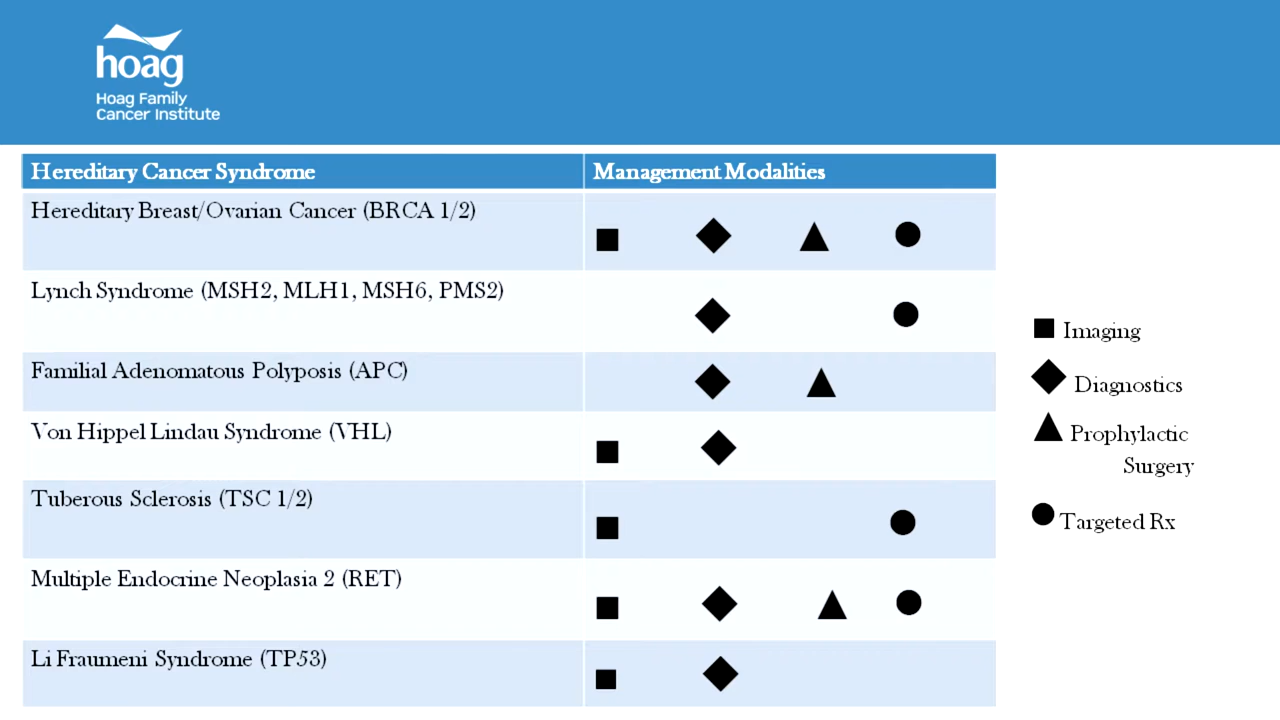 hoag
Hoag Family
Cancer Institute
Hereditary Cancer Syndrome
Management Modalities
Hereditary Breast/Ovarian Cancer (BRCA 1/2)
Lynch Syndrome (MSH2, MLH1, MSH6, PMS2)
Familial Adenomatous Polyposis (APC)
Von Hippel Lindau Syndrome (VHL)
Tuberous Sclerosis (TSC 1/2)
Multiple Endocrine Neoplasia 2 (RET)
Li Fraumeni Syndrome (TP53)
Imaging
Diagnostics
Prophylactic
Surgery
Targeted Rx